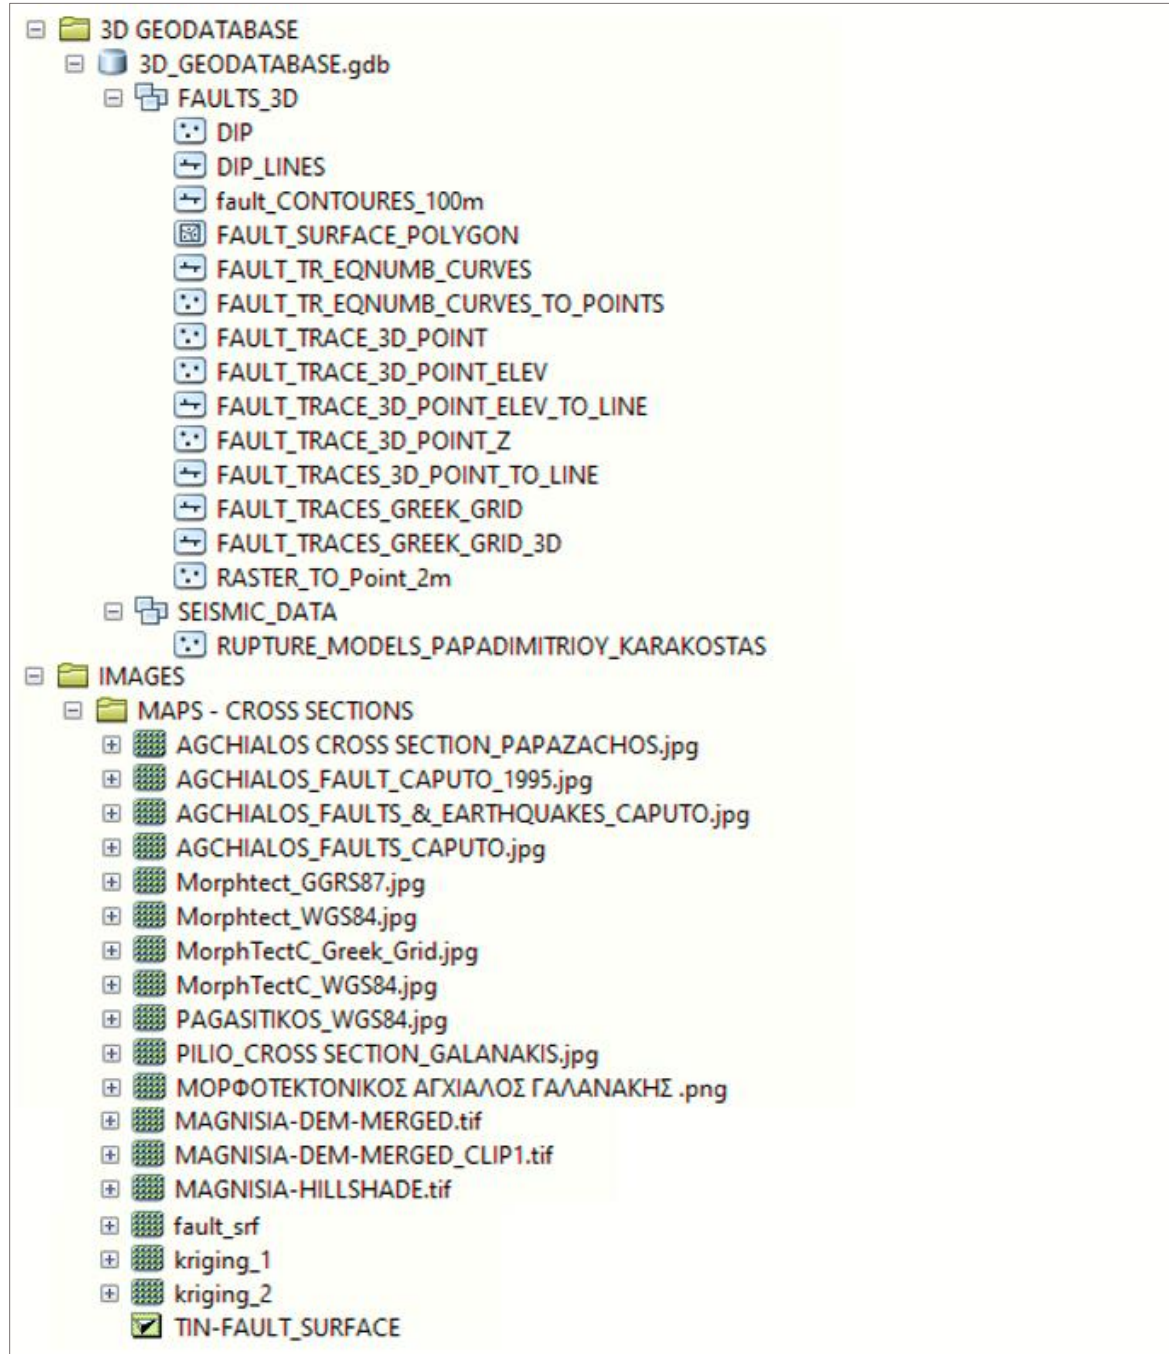 3D GEODATABASE
3D_GEODATABASE.gdb
FAULTS_3D
DIP
DIP_LINES
fault_CONTOURES_100m
FAULT_SURFACE_POLYGON
FAULT_TR_EQNUMB_CURVES
FAULT_TR_EQNUMB_CURVES_TO_POINTS
FAULT_TRACE_3D_POINT
FAULT_TRACE_3D_POINT_ELEV
FAULT_TRACE_3D_POINT_ELEV_TO_LINE
FAULT_TRACE_3D_POINT_Z
FAULT_TRACES_3D_POINT_TO_LINE
FAULT_TRACES_GREEK_GRID
FAULT_TRACES_GREEK_GRID_3D
RASTER_TO_Point_2m
SEISMIC_DATA
RUPTURE_MODELS_PAPADIMITRIOY_KARAKOSTAS
IMAGES
MAPS - CROSS SECTIONS
AGCHIALOS CROSS SECTION_PAPAZACHOS.jpg
AGCHIALOS_FAULT_CAPUTO_1995.jpg
AGCHIALOS_FAULTS_&_EARTHQUAKES_CAPUTO.jpg
AGCHIALOS_FAULTS_CAPUTO.jpg
Morphtect_GGRS87.jpg
Morphtect_WGS84.jpg
MorphTectC_Greek_Grid.jpg
MorphTectC_WGS84.jpg
PAGASITIKOS_WGS84.jpg
PILIO_CROSS SECTION_GALANAKIS.jpg
ΜΟΡΦΟΤΕΚΤΟΝΙΚΟΣ ΑΓΧΙΑΛΟΣ ΓΑΛΑΝΑΚΗΣ .png
MAGNISIA-DEM-MERGED.tif
MAGNISIA-DEM-MERGED_CLIP1.tif
MAGNISIA-HILLSHADE.tif
fault_srf
kriging_1
kriging_2
TIN-FAULT_SURFACE